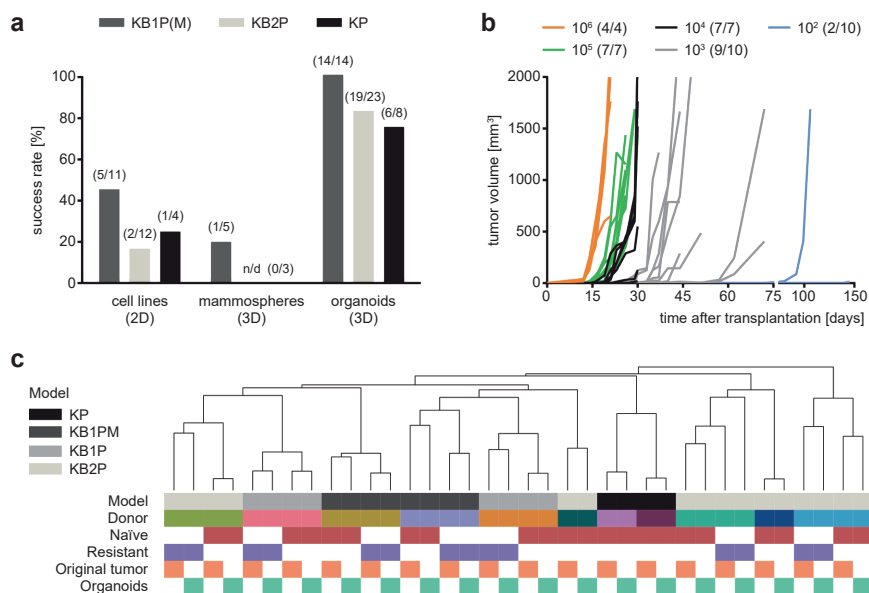 a
KB1P(M) KB2P KP
success rate [%]
100
80
60
40
20
0
(5/11)
(2/12)
(1/4)
(1/5)
n/d (0/3)
(14/14)
(19/23)
(6/8)
cell lines
(2D)
mammospheres
(3D)
organoids
(3D)
b
10⁶ (4/4) 10⁴ (7/7) 10² (2/10)
10⁵ (7/7) 10³ (9/10)
tumor volume [mm³]
2000
1500
1000
500
0
0 15 30 45 60 75 100 150
time after transplantation [days]
c
Model
KP
KB1PM
KB1P
KB2P
Model
Donor
Naïve
Resistant
Original tumor
Organoids